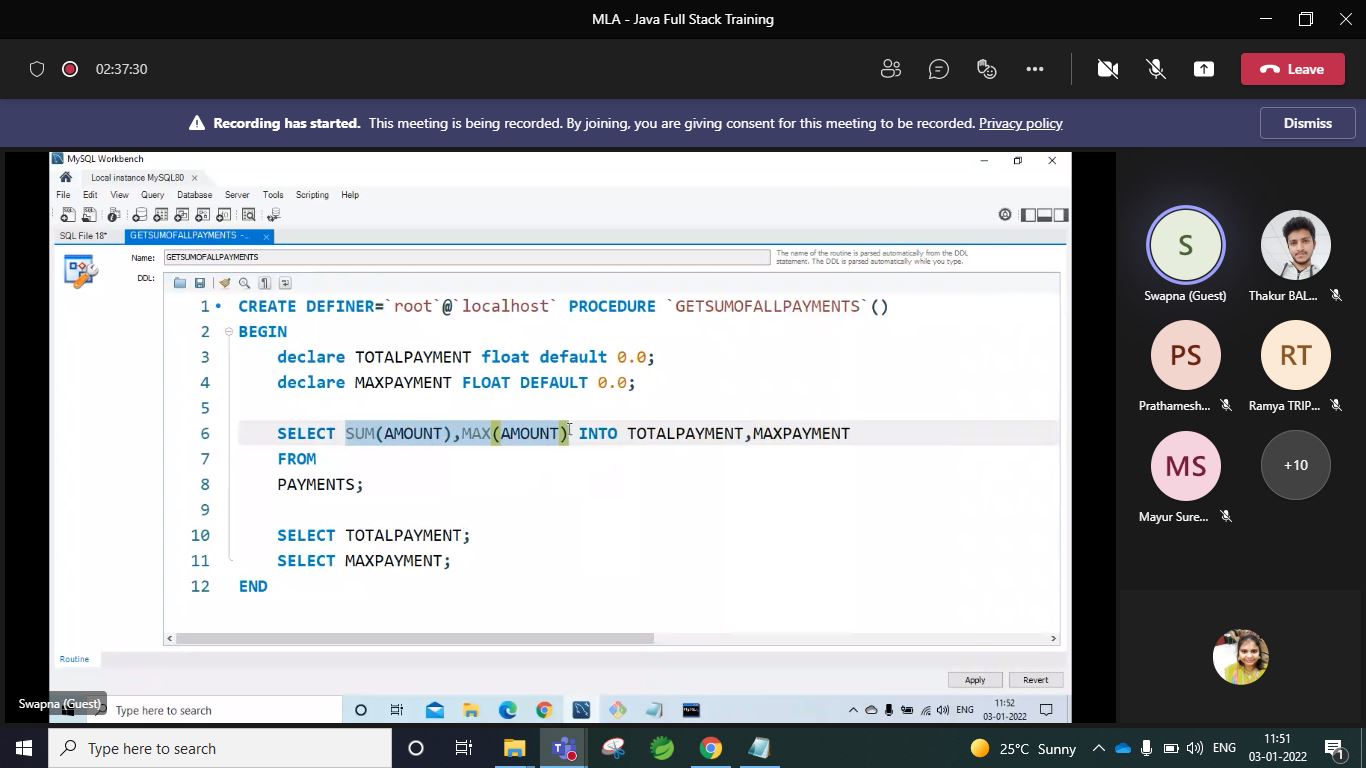 MLA - Java Full Stack Training
02:37:30
Leave
Recording has started. This meeting is being recorded. By joining, you are giving consent for this meeting to be recorded. Privacy policy
Dismiss
MySQL Workbench
Local instance MySQL80
File Edit View Query Database Server Tools Scripting Help
SQL File 18* GETSUMOFALLPAYMENTS -...
Name: GETSUMOFALLPAYMENTS
The name of the routine is parsed automatically from the DDL
statement. The DDL is parsed automatically while you type.
DDL:
1 CREATE DEFINER=`root`@`localhost` PROCEDURE `GETSUMOFALLPAYMENTS`()
2 BEGIN
3 declare TOTALPAYMENT float default 0.0;
4 declare MAXPAYMENT FLOAT DEFAULT 0.0;
5
6 SELECT SUM(AMOUNT),MAX(AMOUNT) INTO TOTALPAYMENT,MAXPAYMENT
7 FROM
8 PAYMENTS;
9
10 SELECT TOTALPAYMENT;
11 SELECT MAXPAYMENT;
12 END
Routine
Apply Revert
Swapna (Guest)
Type here to search
ENG
11:52
03-01-2022
S
Swapna (Guest) Thakur BAL...
PS RT
Prathamesh... Ramya TRIP...
MS +10
Mayur Sure...
Type here to search
25°C Sunny
ENG
11:51
03-01-2022
1